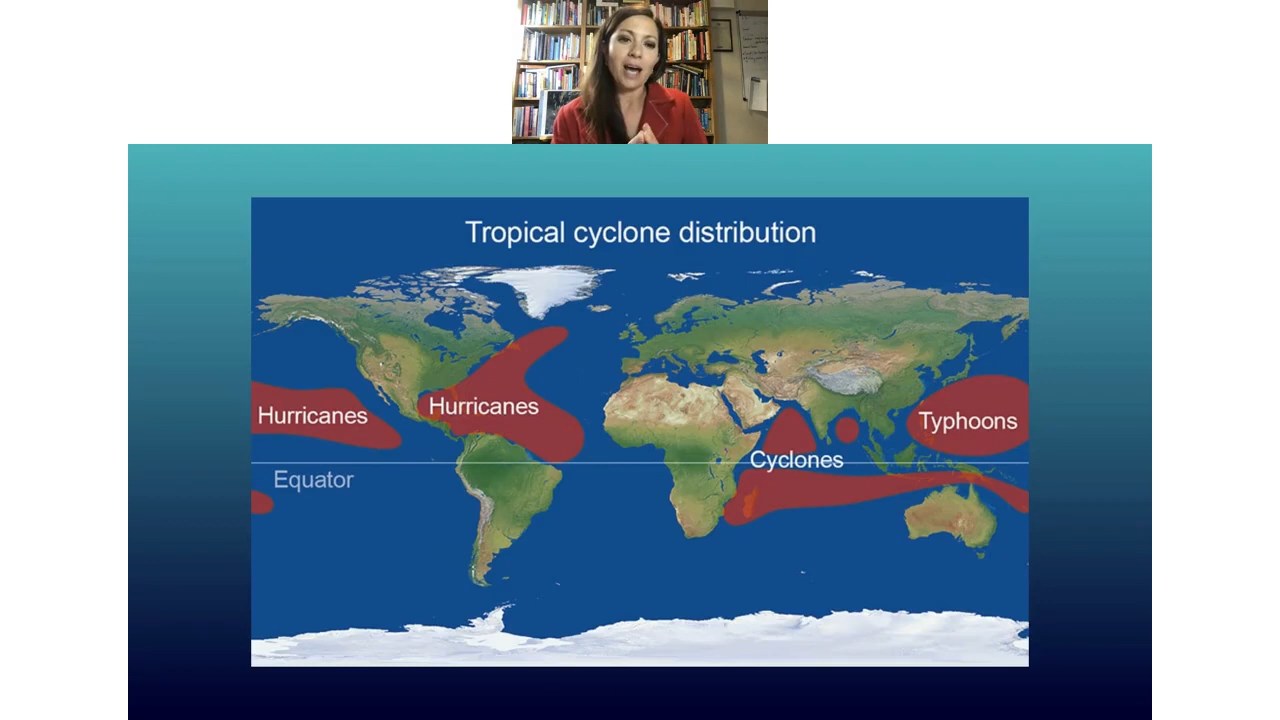 Tropical cyclone distribution
Hurricanes
Hurricanes
Typhoons
Cyclones
Equator